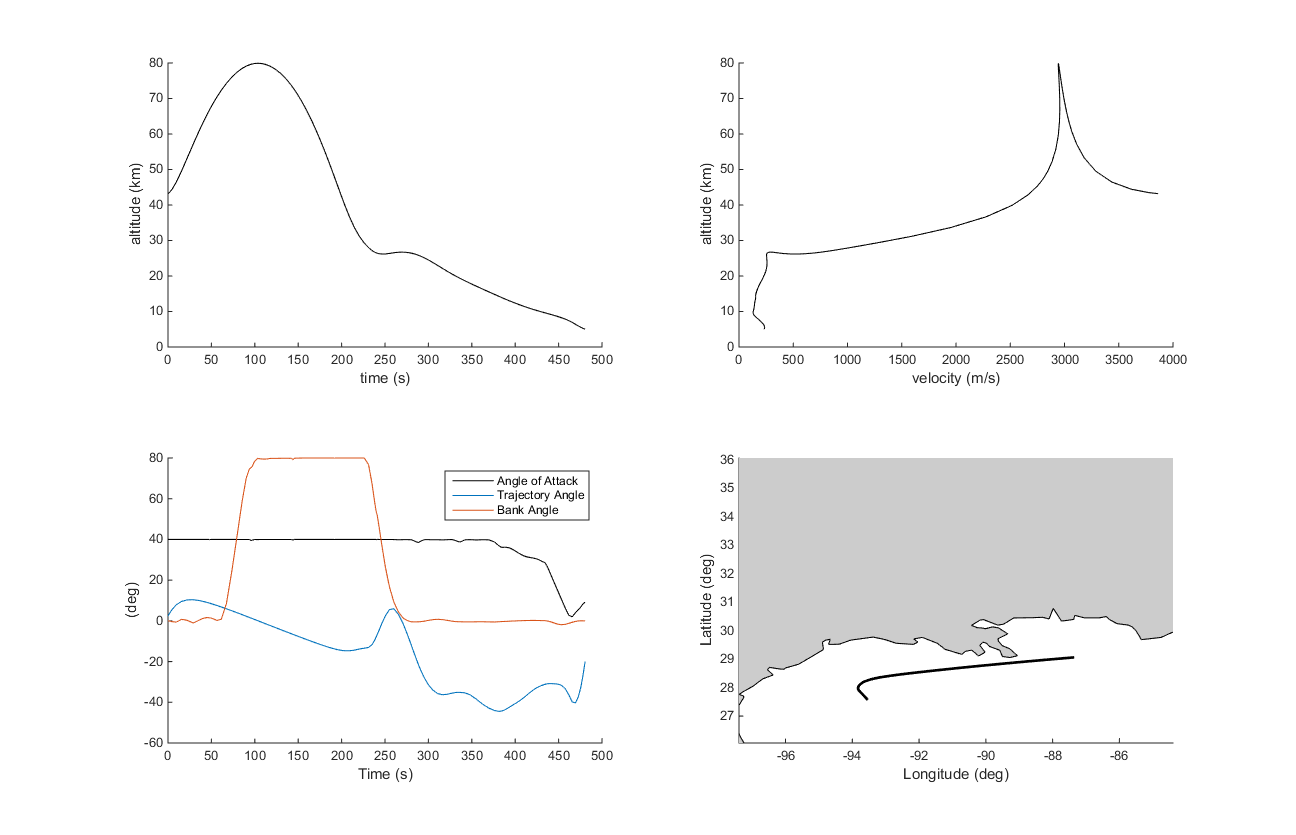 80
70
60
50
40
30
20
10
0
altitude (km)
0 50 100 150 200 250 300 350 400 450 500
time (s)
80
70
60
50
40
30
20
10
0
altitude (km)
0 500 1000 1500 2000 2500 3000 3500 4000
velocity (m/s)
80
60
40
20
0
-20
-40
-60
(deg)
Angle of Attack
Trajectory Angle
Bank Angle
0 50 100 150 200 250 300 350 400 450 500
Time (s)
36
35
34
33
32
31
30
29
28
27
Latitude (deg)
-96 -94 -92 -90 -88 -86
Longitude (deg)